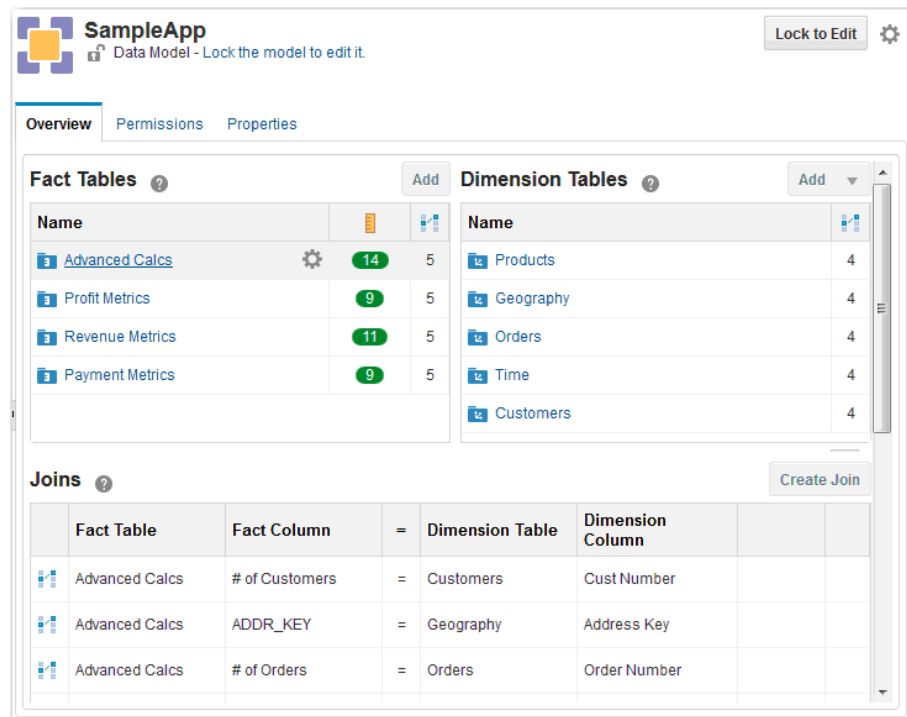 SampleApp
Data Model - Lock the model to edit it.
Lock to Edit
Overview Permissions Properties
Fact Tables ? Add
Name
Advanced Calcs 14 5
Profit Metrics 9 5
Revenue Metrics 11 5
Payment Metrics 9 5
Dimension Tables ? Add
Name
Products 4
Geography 4
Orders 4
Time 4
Customers 4
Joins ? Create Join
Fact Table Fact Column = Dimension Table Dimension
Column
Advanced Calcs # of Customers = Customers Cust Number
Advanced Calcs ADDR_KEY = Geography Address Key
Advanced Calcs # of Orders = Orders Order Number